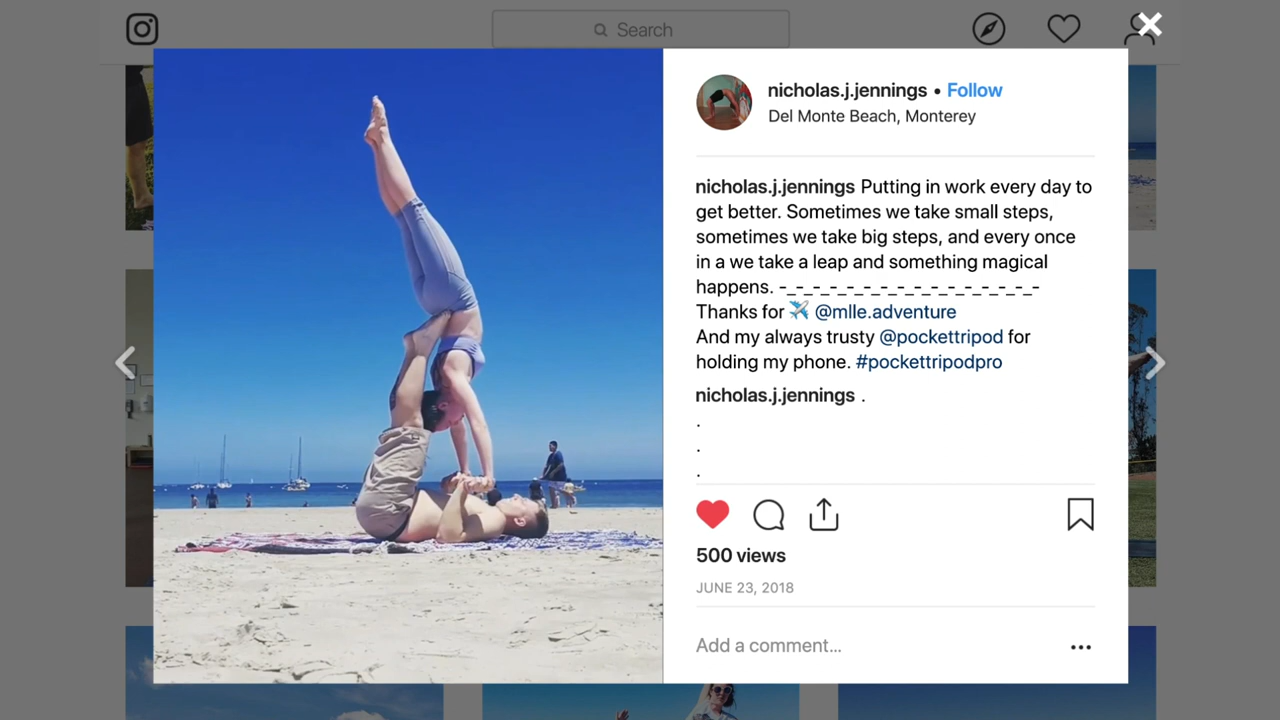 Search
nicholas.j.jennings • Follow
Del Monte Beach, Monterey
nicholas.j.jennings Putting in work every day to
get better. Sometimes we take small steps,
sometimes we take big steps, and every once
in a we take a leap and something magical
happens. -_-_-_-_-_-_-_-_-_-_-_-_-_-_-_-
Thanks for ✈️ @mlle.adventure
And my always trusty @pockettripod for
holding my phone. #pockettripodpro
nicholas.j.jennings .
.
.
.
500 views
JUNE 23, 2018
Add a comment...